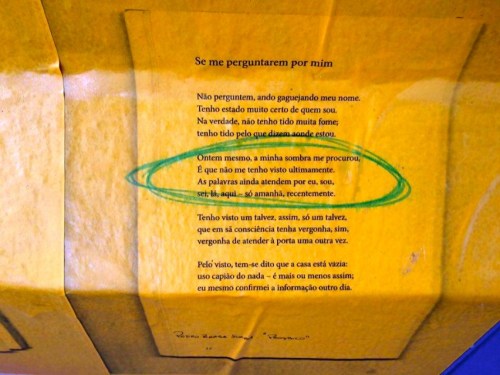 Se me perguntarem por mim
Não perguntem, ando gaguejando meu nome.
Tenho estado muito certo de quem sou.
Na verdade, não tenho tido muita fome;
tenho tido pelo que dizem aonde estou.
Ontem mesmo, a minha sombra me procurou,
É que não me tenho visto ultimamente.
As palavras ainda atendem por eu, sou,
sei, lá, aqui – só amanhã, recentemente.
Tenho visto um talvez, assim, só um talvez,
que em sã consciência tenha vergonha, sim,
vergonha de atender à porta uma outra vez.
Pelo visto, tem-se dito que a casa está vazia:
uso capião do nada – é mais ou menos assim;
eu mesmo confirmei a informação outro dia.